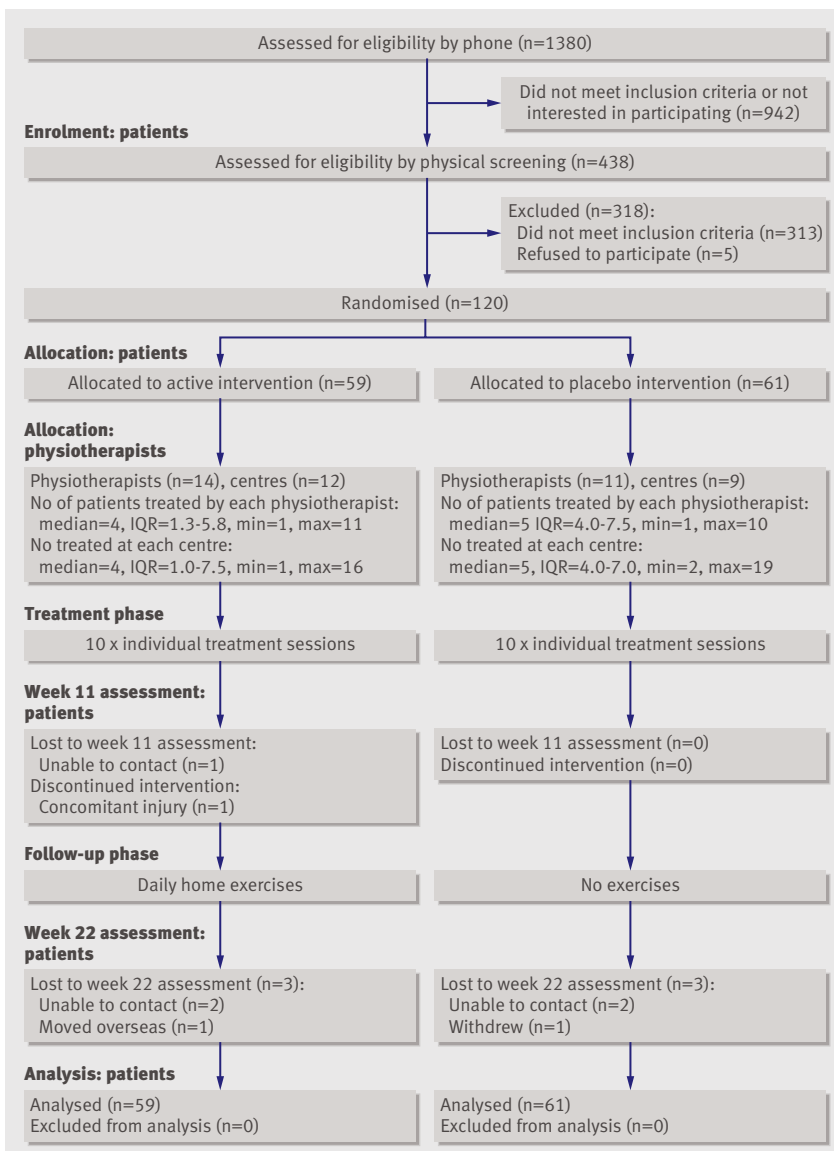 Assessed for eligibility by phone (n=1380)
Did not meet inclusion criteria or not
interested in participating (n=942)
Enrolment: patients
Assessed for eligibility by physical screening (n=438)
Excluded (n=318):
Did not meet inclusion criteria (n=313)
Refused to participate (n=5)
Randomised (n=120)
Allocation: patients
Allocated to active intervention (n=59)
Allocated to placebo intervention (n=61)
Allocation:
physiotherapists
Physiotherapists (n=14), centres (n=12)
No of patients treated by each physiotherapist:
median=4, IQR=1.3-5.8, min=1, max=11
No treated at each centre:
median=4, IQR=1.0-7.5, min=1, max=16
Physiotherapists (n=11), centres (n=9)
No of patients treated by each physiotherapist:
median=5 IQR=4.0-7.5, min=1, max=10
No treated at each centre:
median=5, IQR=4.0-7.0, min=2, max=19
Treatment phase
10 x individual treatment sessions
10 x individual treatment sessions
Week 11 assessment:
patients
Lost to week 11 assessment:
Unable to contact (n=1)
Discontinued intervention:
Concomitant injury (n=1)
Lost to week 11 assessment (n=0)
Discontinued intervention (n=0)
Follow-up phase
Daily home exercises
No exercises
Week 22 assessment:
patients
Lost to week 22 assessment (n=3):
Unable to contact (n=2)
Moved overseas (n=1)
Lost to week 22 assessment (n=3):
Unable to contact (n=2)
Withdrew (n=1)
Analysis: patients
Analysed (n=59)
Excluded from analysis (n=0)
Analysed (n=61)
Excluded from analysis (n=0)